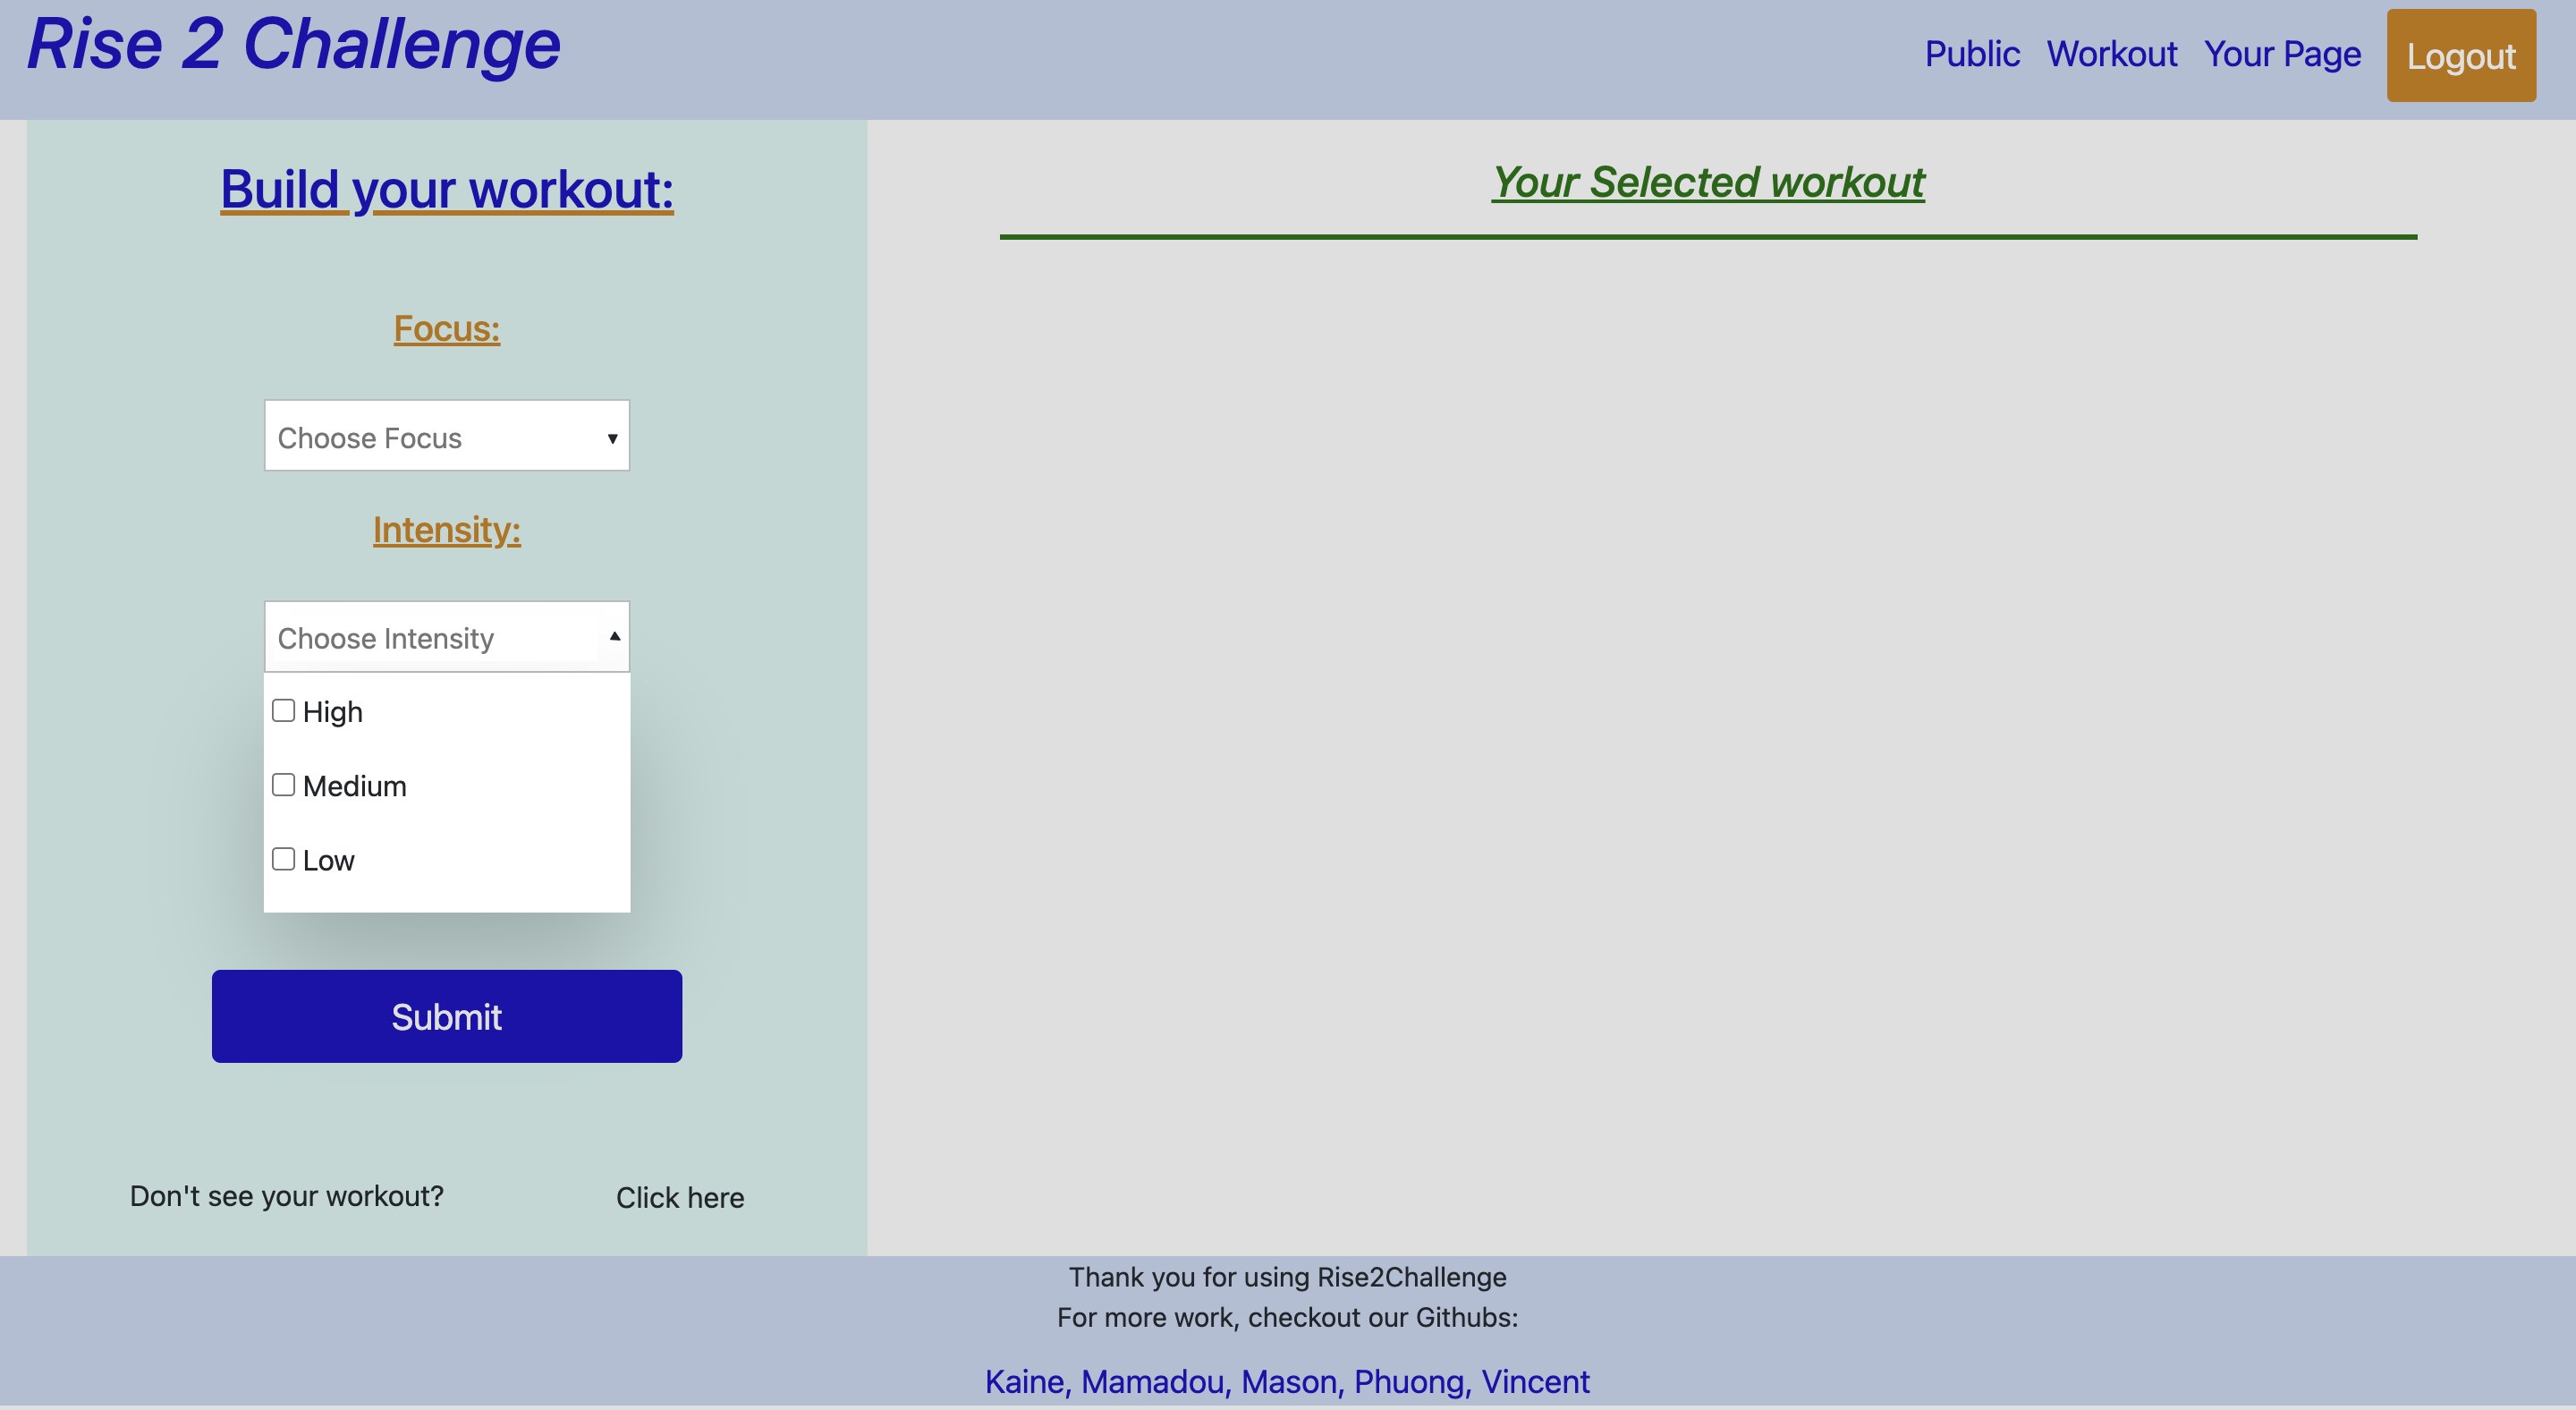 Rise 2 Challenge
Public Workout Your Page Logout
Build your workout:
Focus:
Choose Focus
Intensity:
Choose Intensity
High
Medium
Low
Submit
Don't see your workout? Click here
Your Selected workout
Thank you for using Rise2Challenge
For more work, checkout our Githubs:
Kaine, Mamadou, Mason, Phuong, Vincent